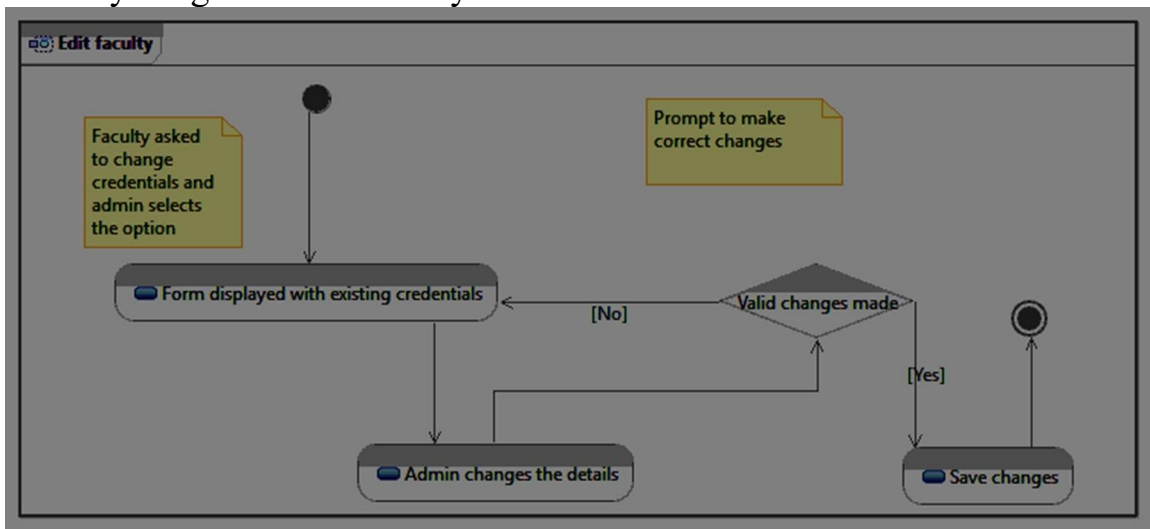 Edit faculty
Faculty asked
to change
credentials and
admin selects
the option
Prompt to make
correct changes
Form displayed with existing credentials
[No]
Valid changes made
[Yes]
Admin changes the details
Save changes